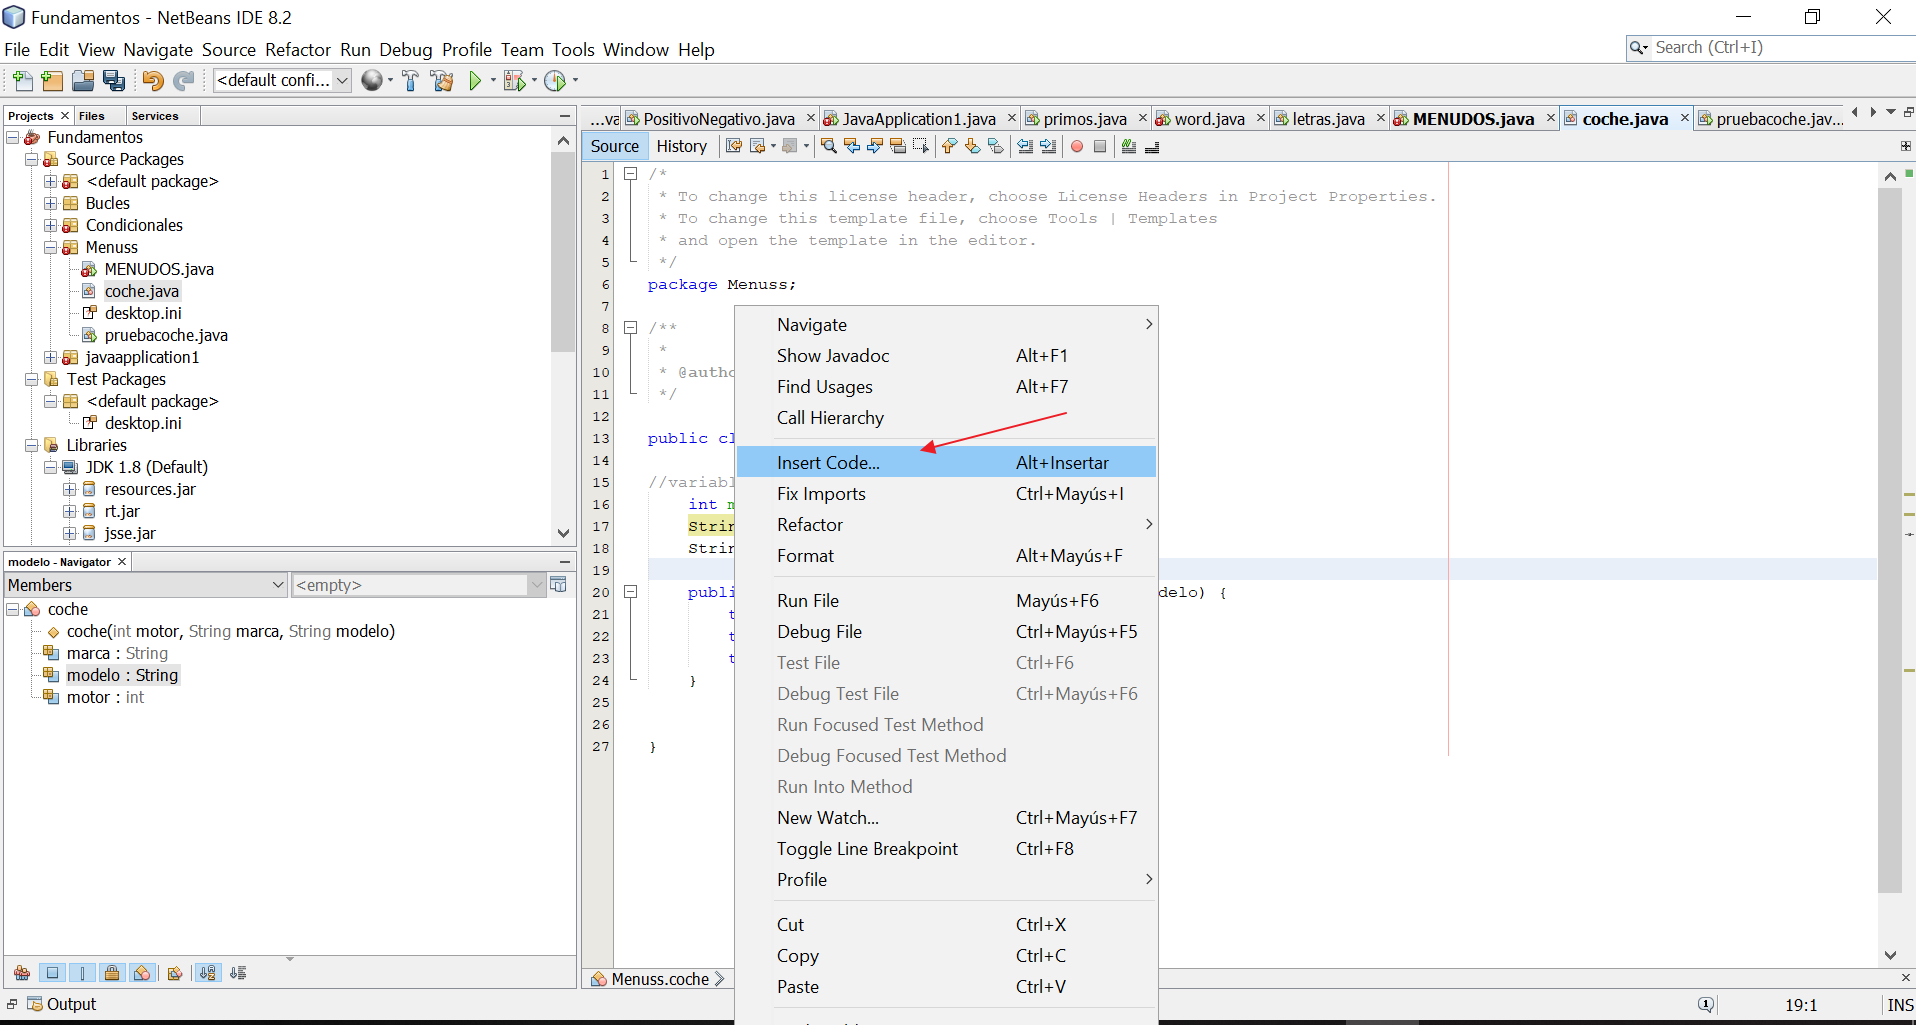 Fundamentos - NetBeans IDE 8.2
File Edit View Navigate Source Refactor Run Debug Profile Team Tools Window Help
Search (Ctrl+I)
<default confi...
Projects Files Services
Fundamentos
Source Packages
<default package>
Bucles
Condicionales
Menuss
MENUDOS.java
coche.java
desktop.ini
pruebacoche.java
javaapplication1
Test Packages
<default package>
desktop.ini
Libraries
JDK 1.8 (Default)
resources.jar
rt.jar
jsse.jar
modelo - Navigator
Members
<empty>
coche
coche(int motor, String marca, String modelo)
marca : String
modelo : String
motor : int
Output
...va PositivoNegativo.java JavaApplication1.java primos.java word.java letras.java MENUDOS.java coche.java pruebacoche.jav...
Source History
1 /*
2 * To change this license header, choose License Headers in Project Properties.
3 * To change this template file, choose Tools | Templates
4 * and open the template in the editor.
5 */
6 package Menuss;
7
8 /**
9 *
10 * @autho
11 */
12
13 public cl
14
15 //variabl
16 int m
17 Strin
18 Strin
19
20 publi delo) {
21 t
22 t
23 t
24 }
25
26
27 }
Navigate
Show Javadoc Alt+F1
Find Usages Alt+F7
Call Hierarchy
Insert Code... Alt+Insertar
Fix Imports Ctrl+Mayús+I
Refactor
Format Alt+Mayús+F
Run File Mayús+F6
Debug File Ctrl+Mayús+F5
Test File Ctrl+F6
Debug Test File Ctrl+Mayús+F6
Run Focused Test Method
Debug Focused Test Method
Run Into Method
New Watch... Ctrl+Mayús+F7
Toggle Line Breakpoint Ctrl+F8
Profile
Cut Ctrl+X
Copy Ctrl+C
Paste Ctrl+V
Menuss.coche
19:1 INS